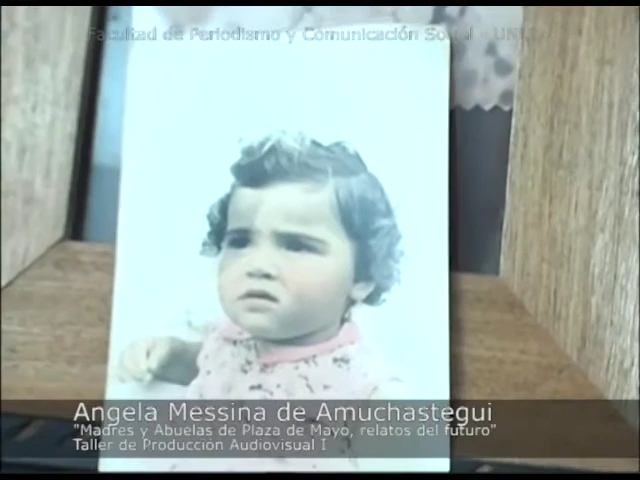 Facultad de Periodismo y Comunicación Social - UNLP
Angela Messina de Amuchastegui
"Madres y Abuelas de Plaza de Mayo, relatos del futuro"
Taller de Producción Audiovisual I